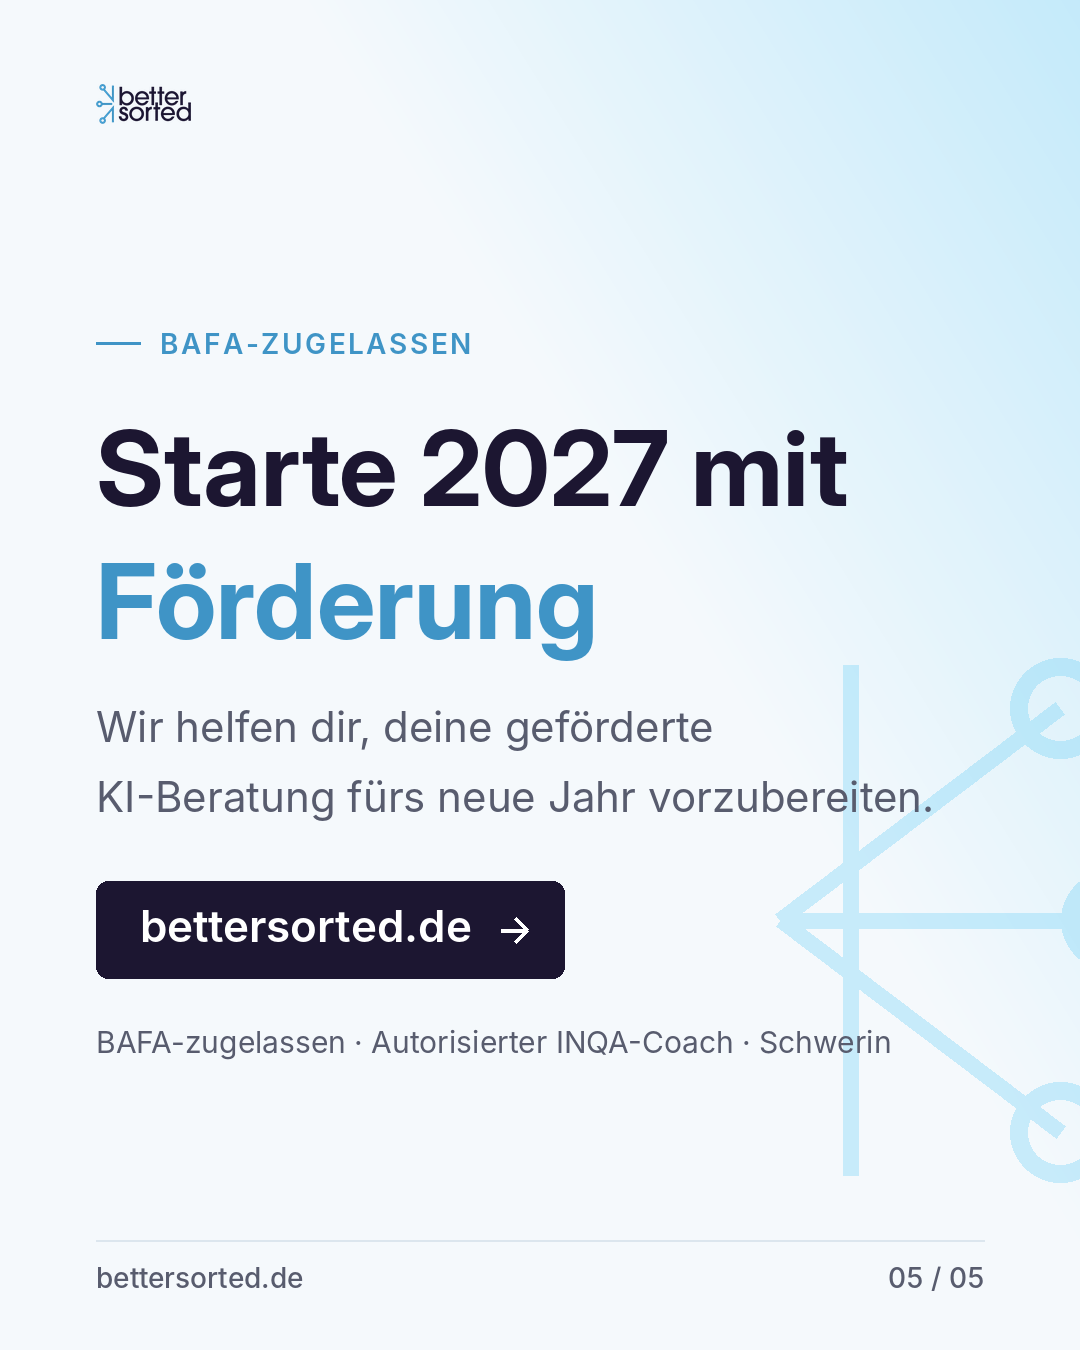 better
sorted
BAFA-ZUGELASSEN
Starte 2027 mit
Förderung
Wir helfen dir, deine geförderte
KI-Beratung fürs neue Jahr vorzubereiten.
bettersorted.de →
BAFA-zugelassen · Autorisierter INQA-Coach · Schwerin
bettersorted.de
05 / 05